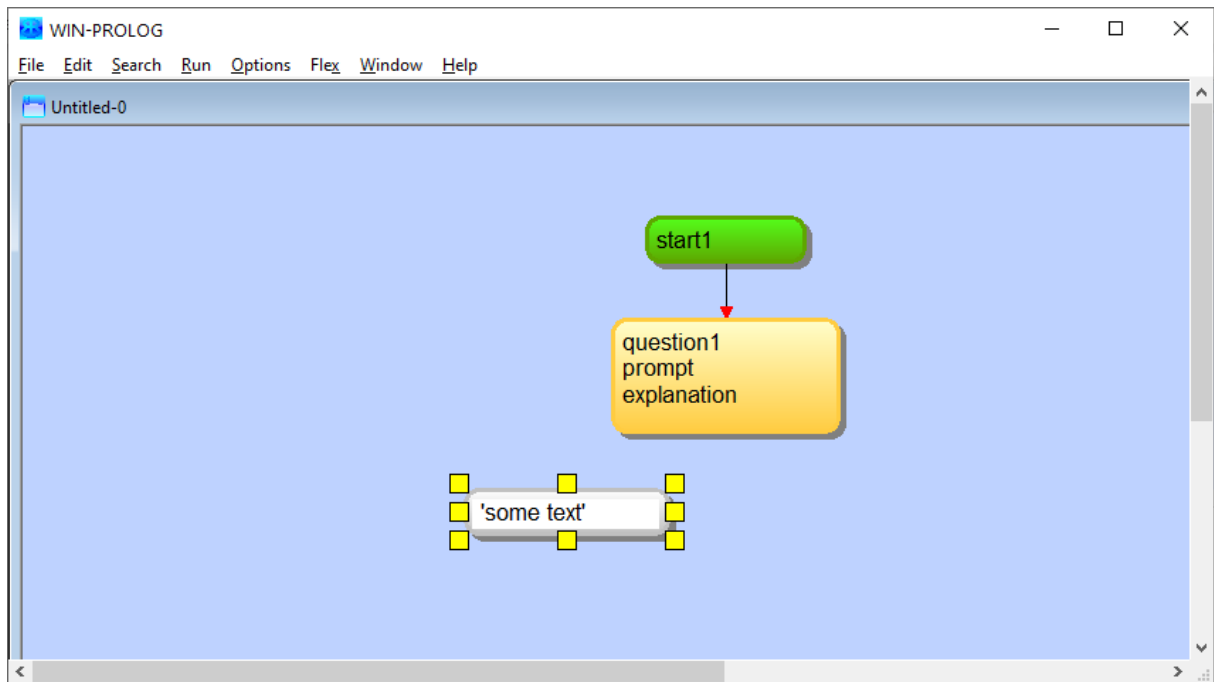 WIN-PROLOG
File Edit Search Run Options Flex Window Help
Untitled-0
start1
question1
prompt
explanation
'some text'